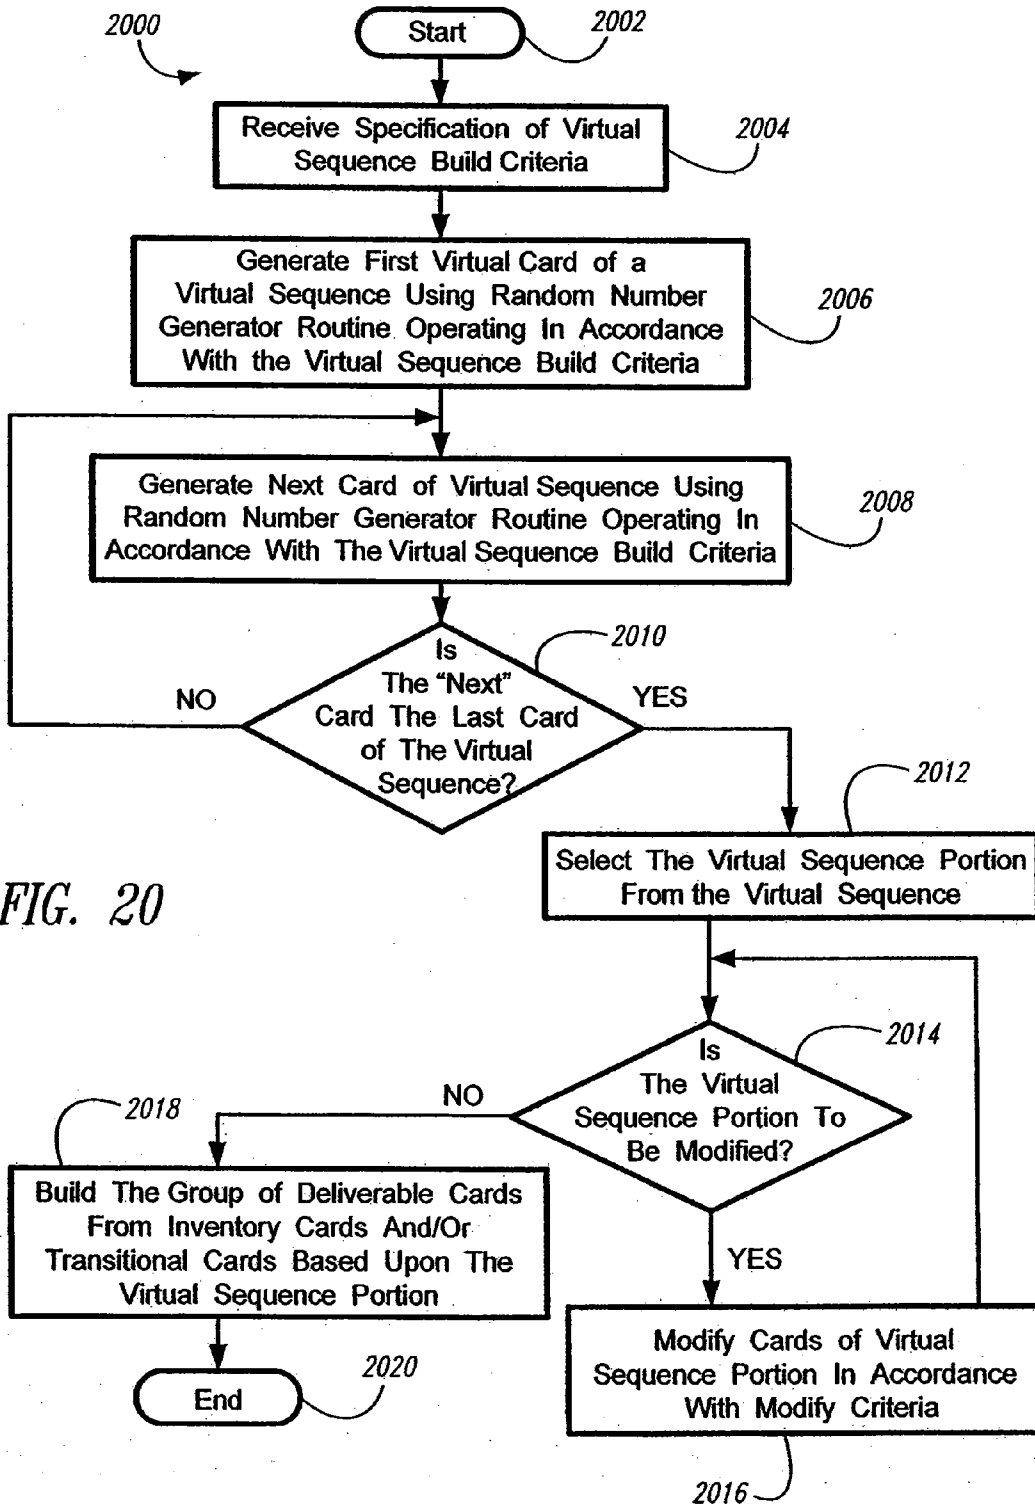 2000
Start
2002
Receive Specification of Virtual
Sequence Build Criteria
2004
Generate First Virtual Card of a
Virtual Sequence Using Random Number
Generator Routine Operating In Accordance
With the Virtual Sequence Build Criteria
2006
Generate Next Card of Virtual Sequence Using
Random Number Generator Routine Operating In
Accordance With The Virtual Sequence Build Criteria
2008
Is
The "Next"
Card The Last Card
of The Virtual
Sequence?
2010
NO
YES
2012
Select The Virtual Sequence Portion
From the Virtual Sequence
FIG. 20
Is
The Virtual
Sequence Portion To
Be Modified?
2014
NO
YES
2018
Build The Group of Deliverable Cards
From Inventory Cards And/Or
Transitional Cards Based Upon The
Virtual Sequence Portion
Modify Cards of Virtual
Sequence Portion In Accordance
With Modify Criteria
End
2020
2016